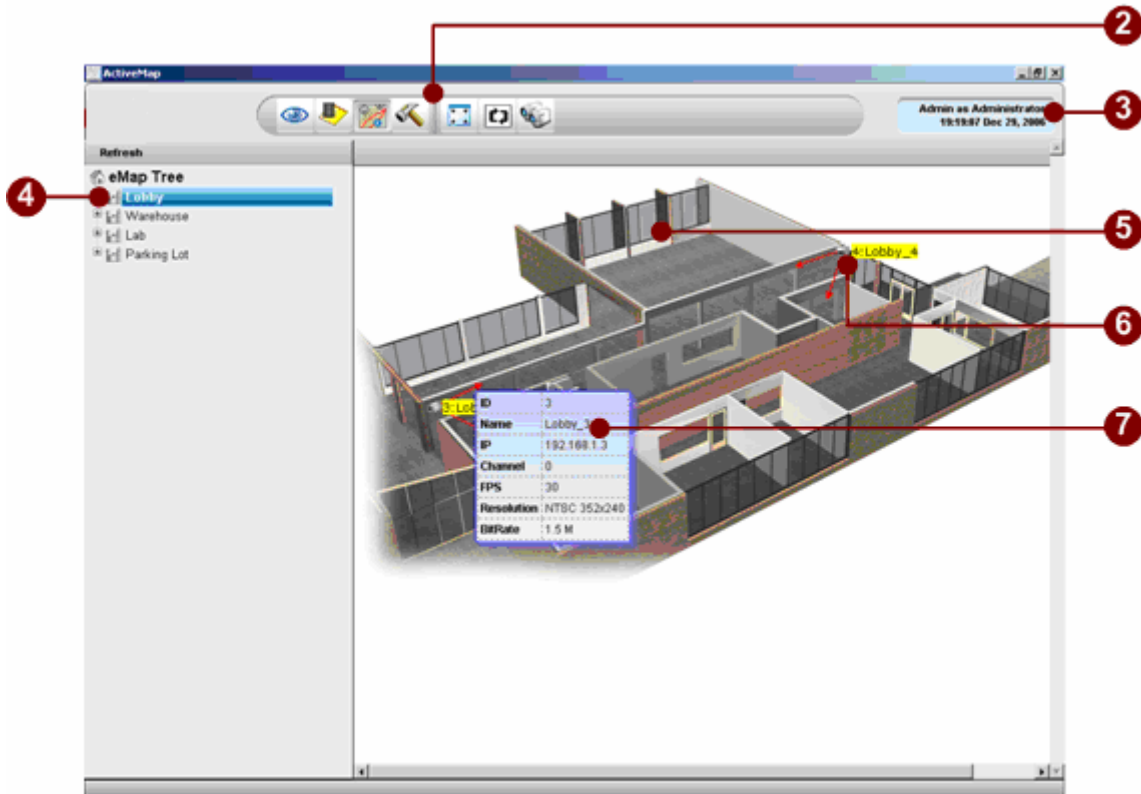 2
ActiveMap
Admin as Administrator
19:19:07 Dec 29, 2006
3
Refresh
eMap Tree
4
Lobby
Warehouse
Lab
Parking Lot
5
4::Lobby_4
6
3::Lob
ID 3
Name Lobby_3
7
IP 192.168.1.3
Channel 0
FPS 30
Resolution NTSC 352x240
BitRate 1.5 M